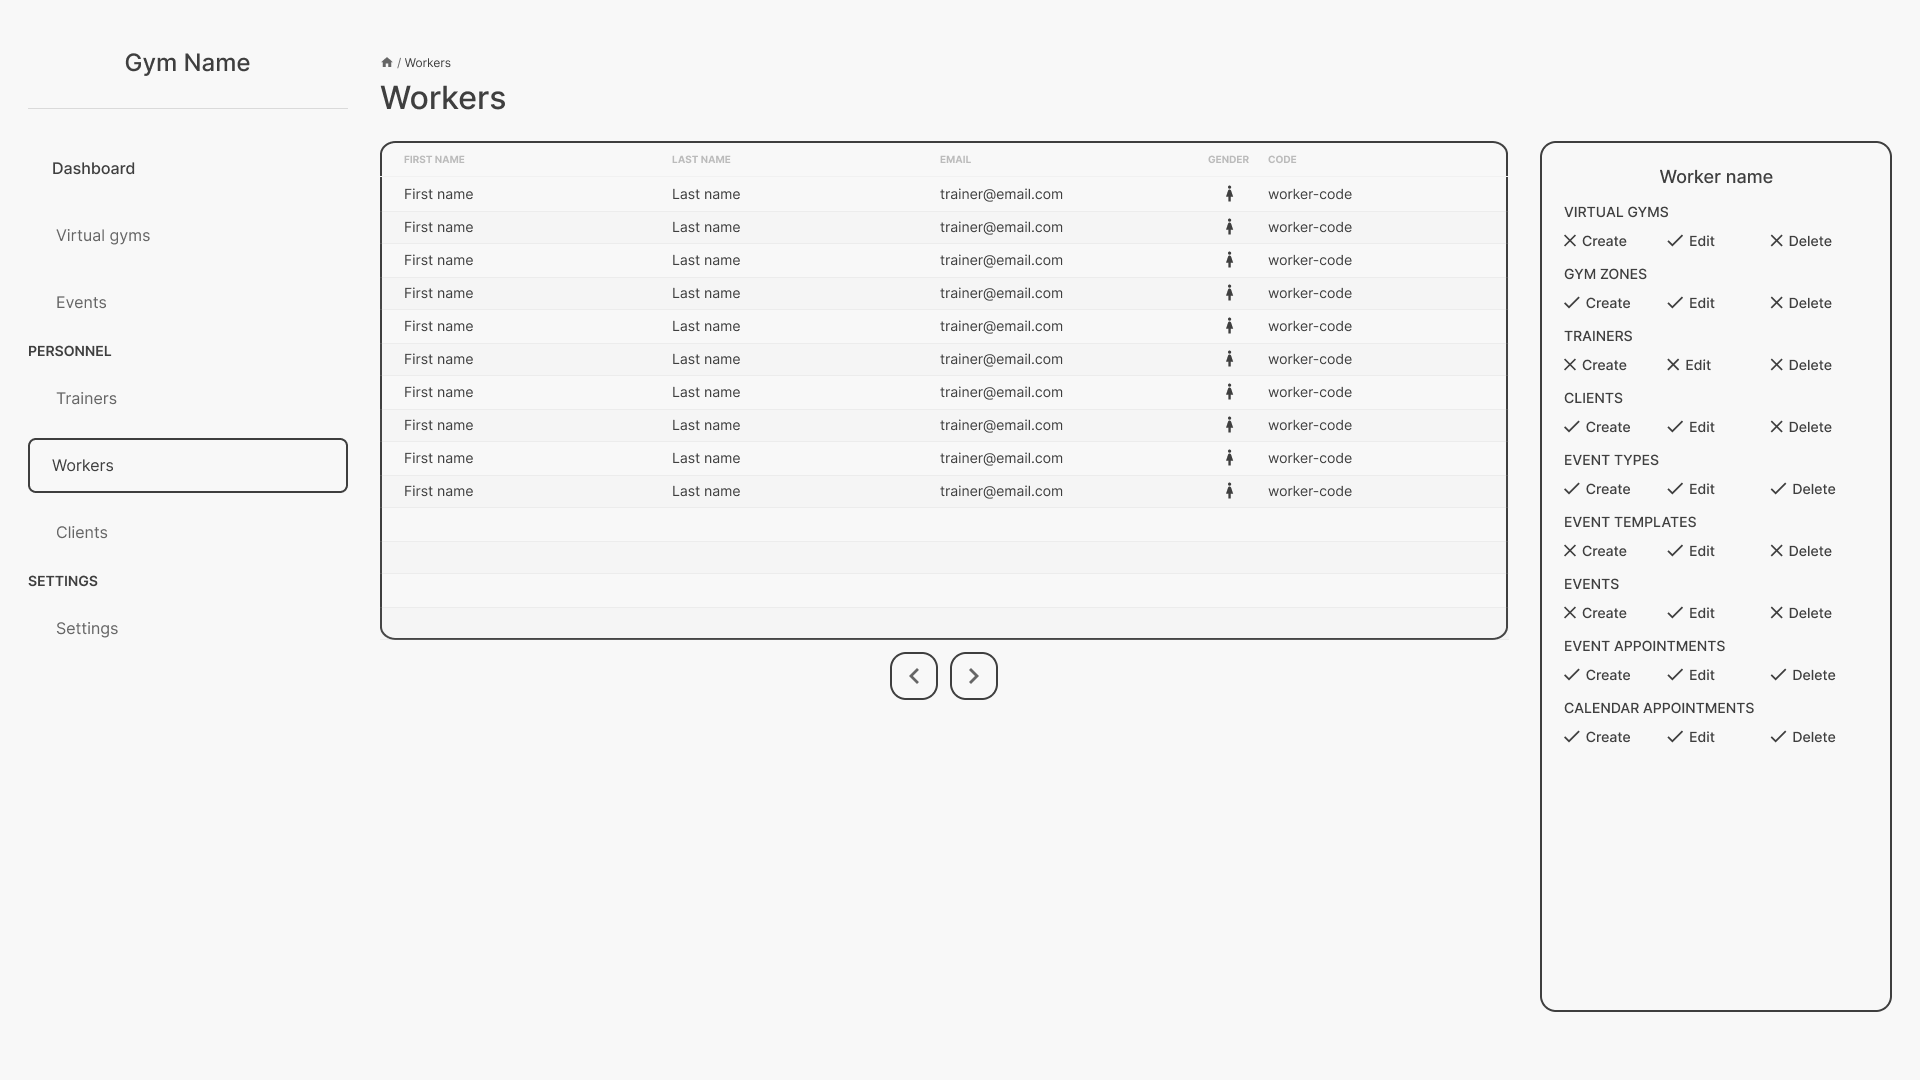 Gym Name
Dashboard
Virtual gyms
Events
PERSONNEL
Trainers
Workers
Clients
SETTINGS
Settings
/ Workers
Workers
FIRST NAME LAST NAME EMAIL GENDER CODE
First name Last name trainer@email.com worker-code
First name Last name trainer@email.com worker-code
First name Last name trainer@email.com worker-code
First name Last name trainer@email.com worker-code
First name Last name trainer@email.com worker-code
First name Last name trainer@email.com worker-code
First name Last name trainer@email.com worker-code
First name Last name trainer@email.com worker-code
First name Last name trainer@email.com worker-code
First name Last name trainer@email.com worker-code
Worker name
VIRTUAL GYMS
Create Edit Delete
GYM ZONES
Create Edit Delete
TRAINERS
Create Edit Delete
CLIENTS
Create Edit Delete
EVENT TYPES
Create Edit Delete
EVENT TEMPLATES
Create Edit Delete
EVENTS
Create Edit Delete
EVENT APPOINTMENTS
Create Edit Delete
CALENDAR APPOINTMENTS
Create Edit Delete